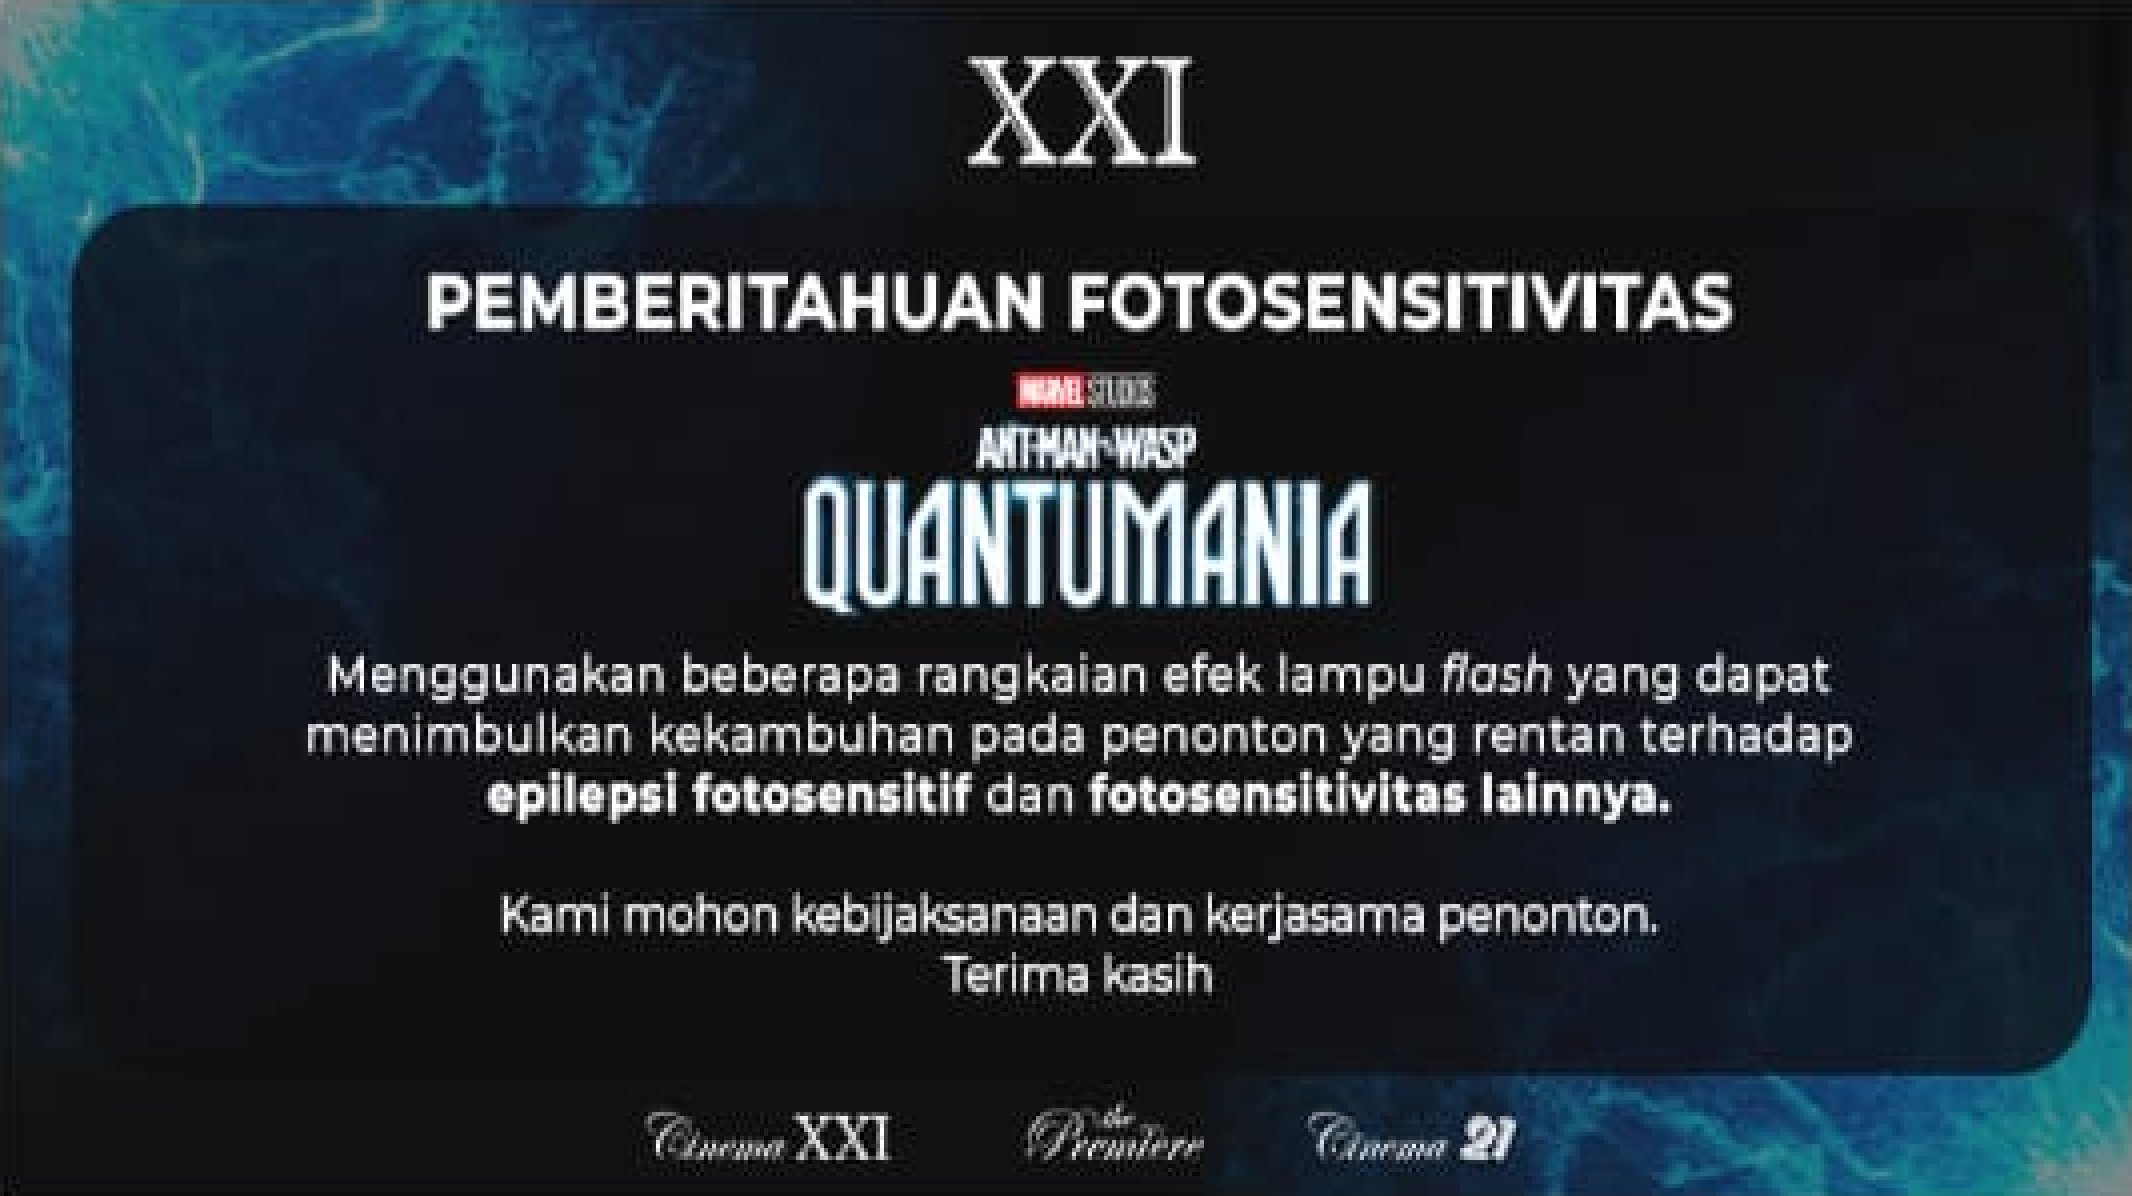 XXI
PEMBERITAHUAN FOTOSENSITIVITAS
MARVEL STUDIOS
ANT-MAN AND THE WASP
QUANTUMANIA
Menggunakan beberapa rangkaian efek lampu flash yang dapat
menimbulkan kekambuhan pada penonton yang rentan terhadap
epilepsi fotosensitif dan fotosensitivitas lainnya.
Kami mohon kebijaksanaan dan kerjasama penonton.
Terima kasih
Cinema XXI the Premiere Cinema 21